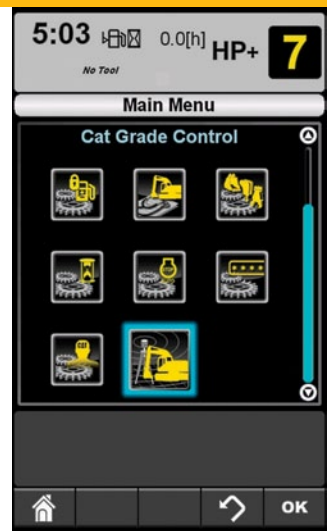 5:03 0.0[h] HP+ 7
No Tool
Main Menu
Cat Grade Control
OK